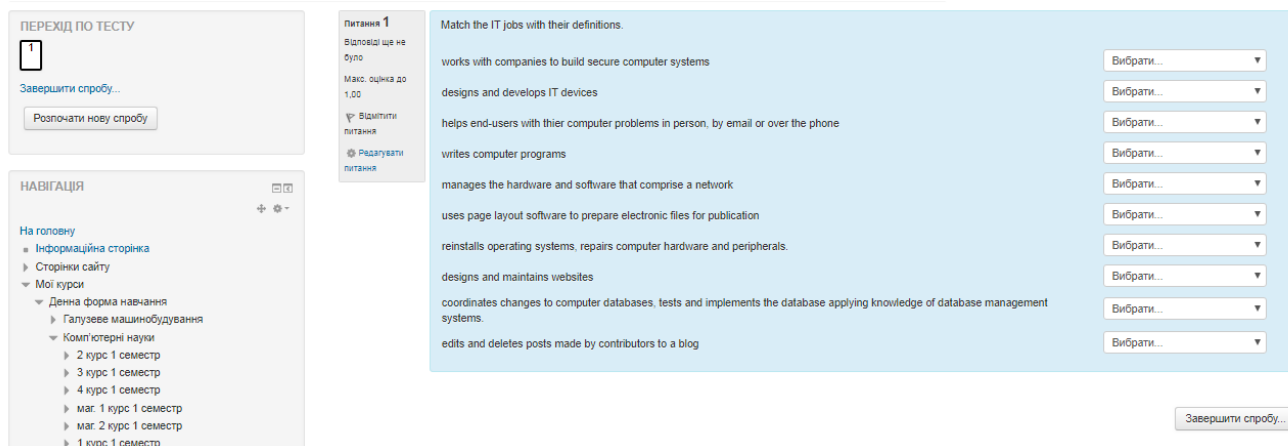 ПЕРЕХІД ПО ТЕСТУ
1
Завершити спробу...
Розпочати нову спробу
НАВІГАЦІЯ
На головну
Інформаційна сторінка
Сторінки сайту
Мої курси
Денна форма навчання
Галузеве машинобудування
Комп'ютерні науки
2 курс 1 семестр
3 курс 1 семестр
4 курс 1 семестр
маг. 1 курс 1 семестр
маг. 2 курс 1 семестр
1 курс 1 семестр
Питання 1
Відповіді ще не
було
Макс. оцінка до
1,00
Відмітити
питання
Редагувати
питання
Match the IT jobs with their definitions.
works with companies to build secure computer systems Вибрати...
designs and develops IT devices Вибрати...
helps end-users with thier computer problems in person, by email or over the phone Вибрати...
writes computer programs Вибрати...
manages the hardware and software that comprise a network Вибрати...
uses page layout software to prepare electronic files for publication Вибрати...
reinstalls operating systems, repairs computer hardware and peripherals. Вибрати...
designs and maintains websites Вибрати...
coordinates changes to computer databases, tests and implements the database applying knowledge of database management Вибрати...
systems.
edits and deletes posts made by contributors to a blog Вибрати...
Завершити спробу...